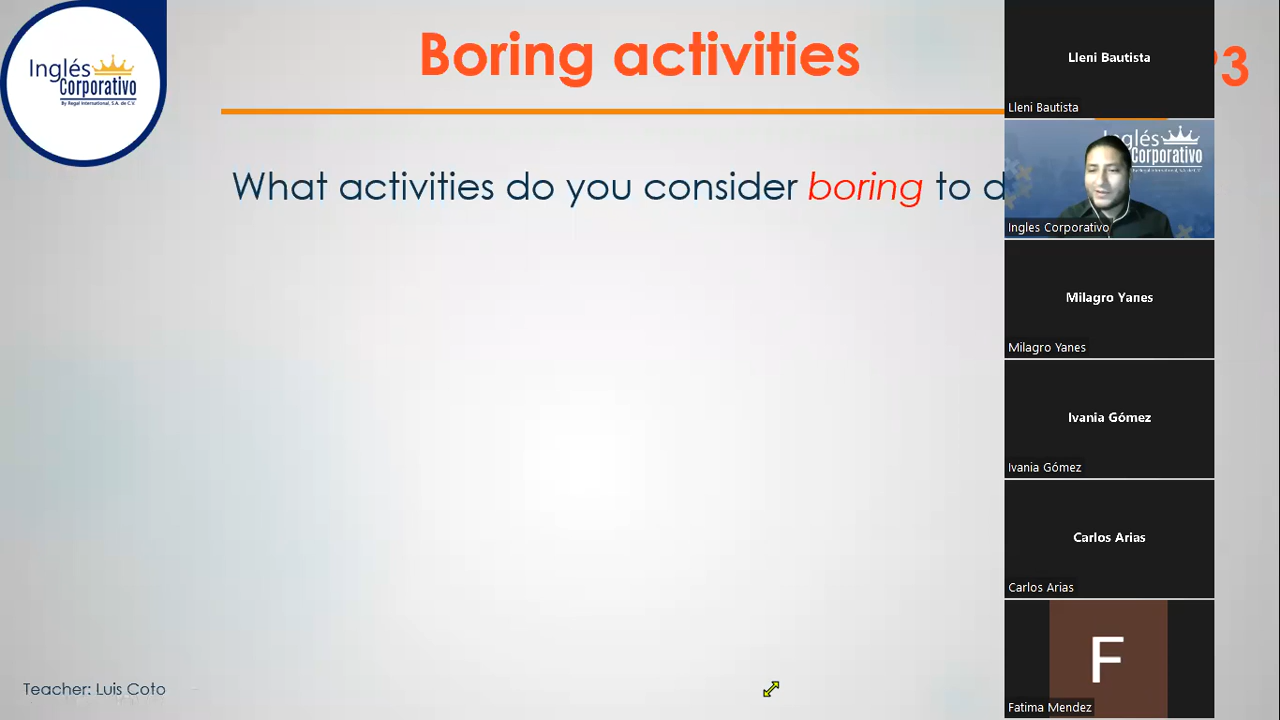 Boring activities
Inglés
Corporativo
By Regal International, S.A. de C.V.
What activities do you consider boring to d
Lleni Bautista
Lleni Bautista
Inglés
Corporativo
Ingles Corporativo
Milagro Yanes
Milagro Yanes
Ivania Gómez
Ivania Gómez
Carlos Arias
Carlos Arias
F
Fatima Mendez
Teacher: Luis Coto